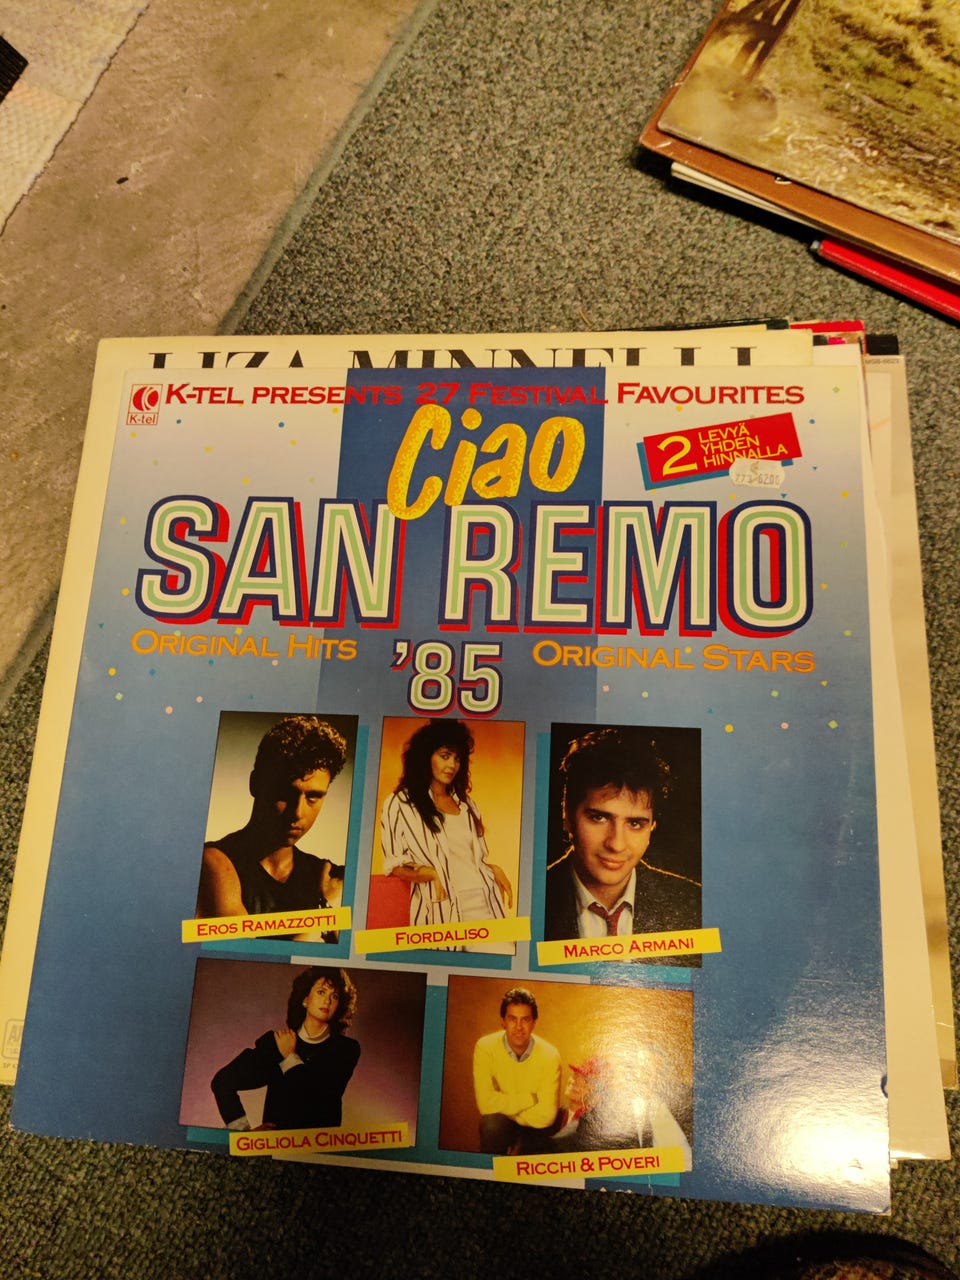 LIZA MINNELLI
K-tel
K-TEL PRESENTS 27 FESTIVAL FAVOURITES
Ciao
2 LEVYÄ
YHDEN
HINNALLA
SAN REMO
ORIGINAL HITS
'85
ORIGINAL STARS
EROS RAMAZZOTTI
FIORDALISO
MARCO ARMANI
GIGLIOLA CINQUETTI
RICCHI & POVERI